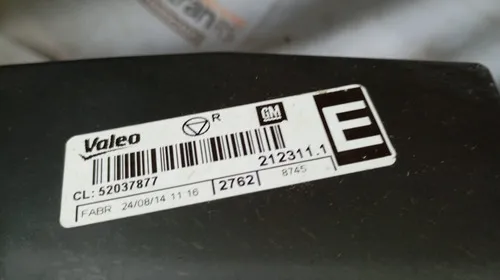 Valeo R GM E
212311.1
CL: 52037877 2762 8745
FABR 24/08/14 11 16